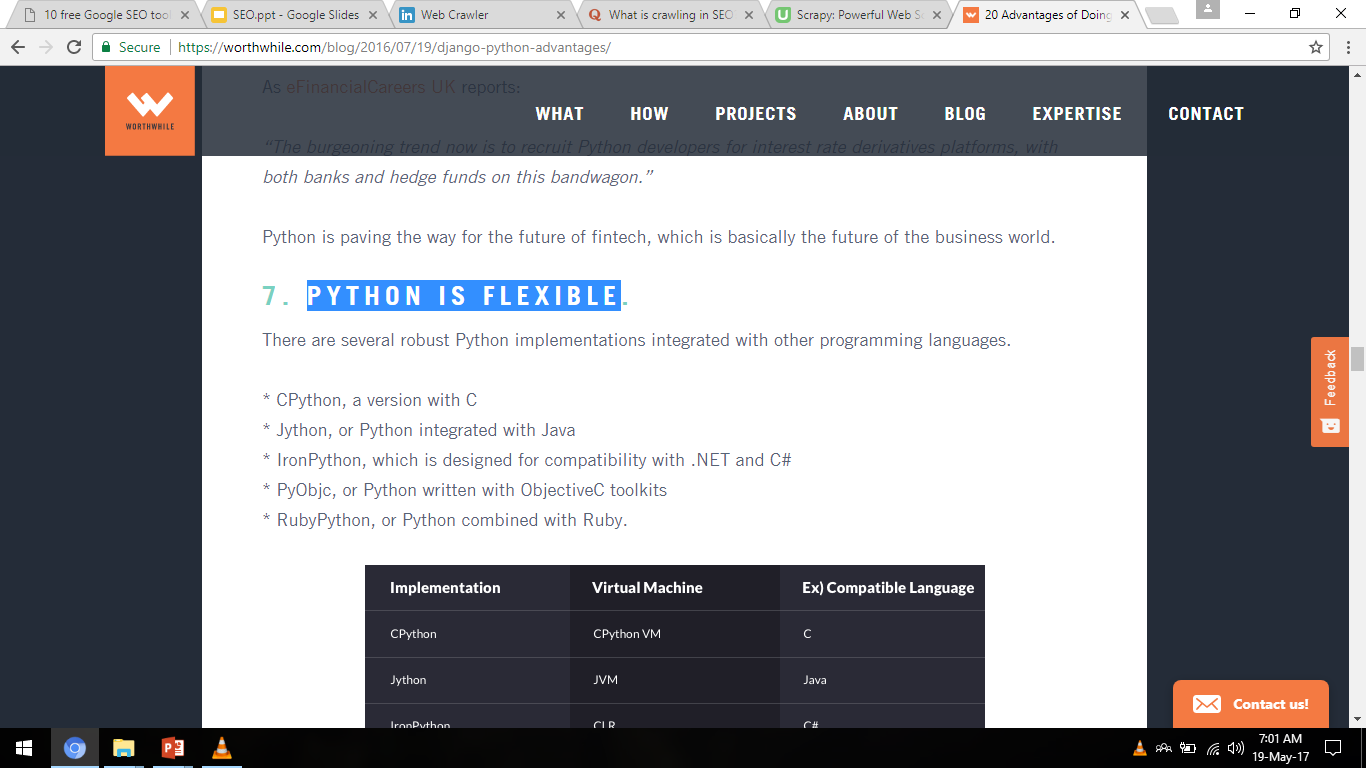 10 free Google SEO tool
SEO.ppt - Google Slides
Web Crawler
What is crawling in SEO
Scrapy: Powerful Web S
20 Advantages of Doing
Secure
https://worthwhile.com/blog/2016/07/19/django-python-advantages/
WORTHWHILE
As eFinancialCareers UK reports:
WHAT HOW PROJECTS ABOUT BLOG EXPERTISE CONTACT
“The burgeoning trend now is to recruit Python developers for interest rate derivatives platforms, with
both banks and hedge funds on this bandwagon.”
Python is paving the way for the future of fintech, which is basically the future of the business world.
7. PYTHON IS FLEXIBLE.
There are several robust Python implementations integrated with other programming languages.
* CPython, a version with C
* Jython, or Python integrated with Java
* IronPython, which is designed for compatibility with .NET and C#
* PyObjc, or Python written with ObjectiveC toolkits
* RubyPython, or Python combined with Ruby.
Implementation Virtual Machine Ex) Compatible Language
CPython CPython VM C
Jython JVM Java
IronPython CLR C#
Feedback
Contact us!
7:01 AM
19-May-17